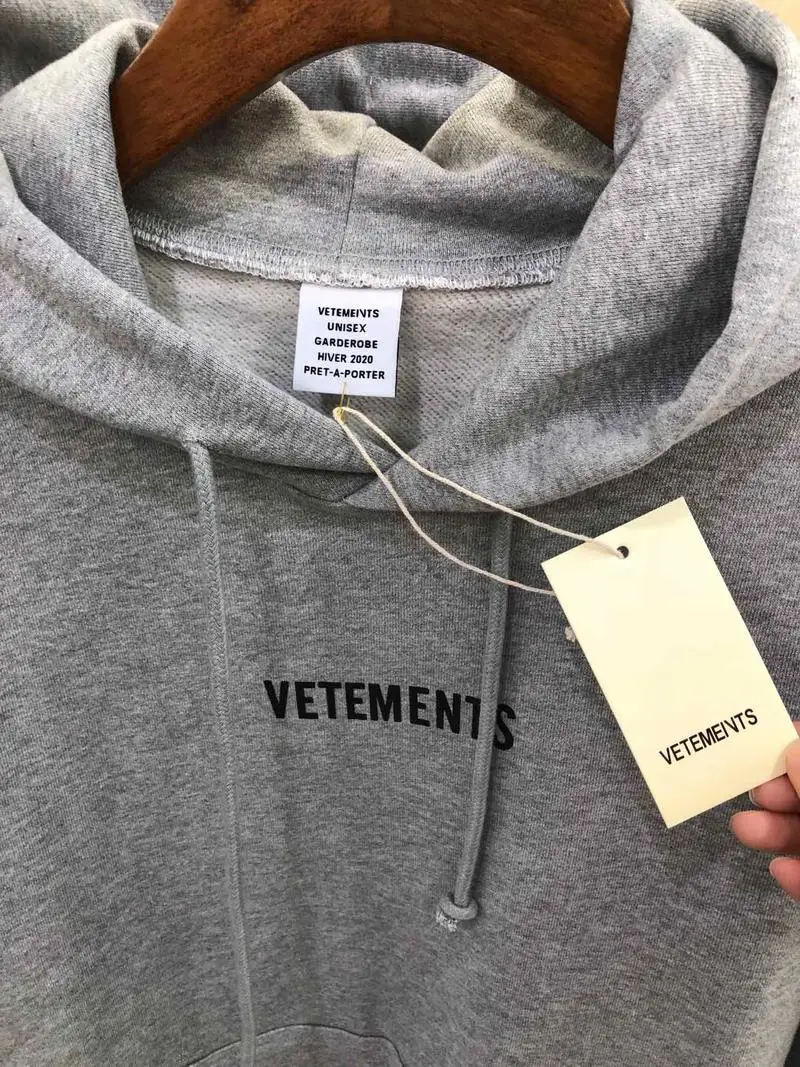 VETEMENTS
UNISEX
GARDEROBE
HIVER 2020
PRET-A-PORTER
VETEMENTS
VETEMENTS